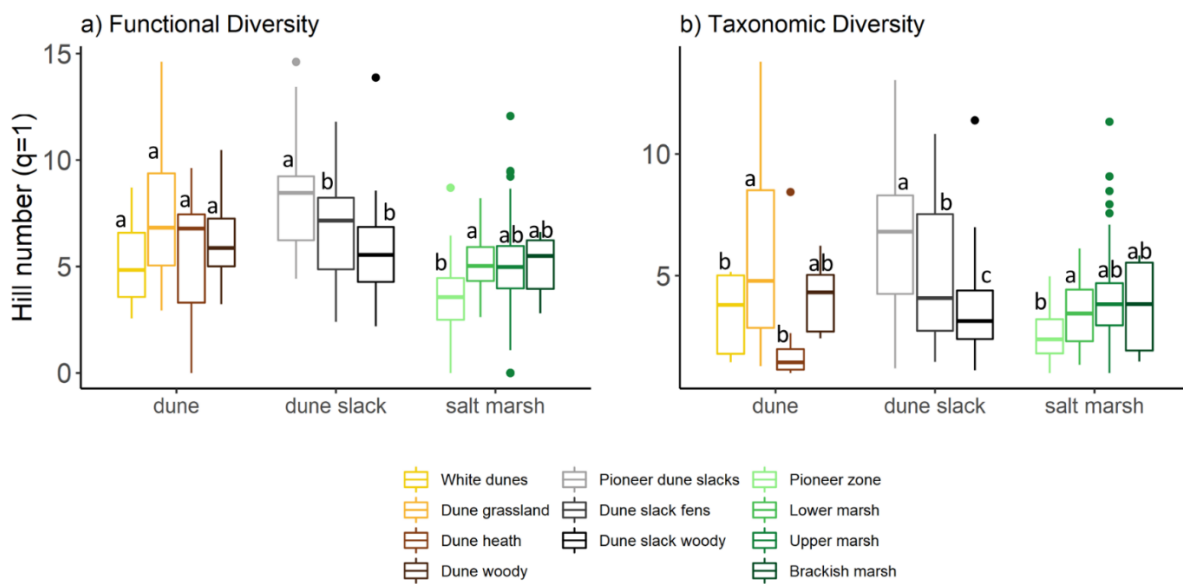 a) Functional Diversity
b) Taxonomic Diversity
Hill number (q=1)
15
10
5
0
a
a
a
a
a
b
b
b
a
ab
ab
dune
dune slack
salt marsh
10
5
b
a
b
ab
a
b
c
b
a
ab
ab
dune
dune slack
salt marsh
White dunes
Dune grassland
Dune heath
Dune woody
Pioneer dune slacks
Dune slack fens
Dune slack woody
Pioneer zone
Lower marsh
Upper marsh
Brackish marsh